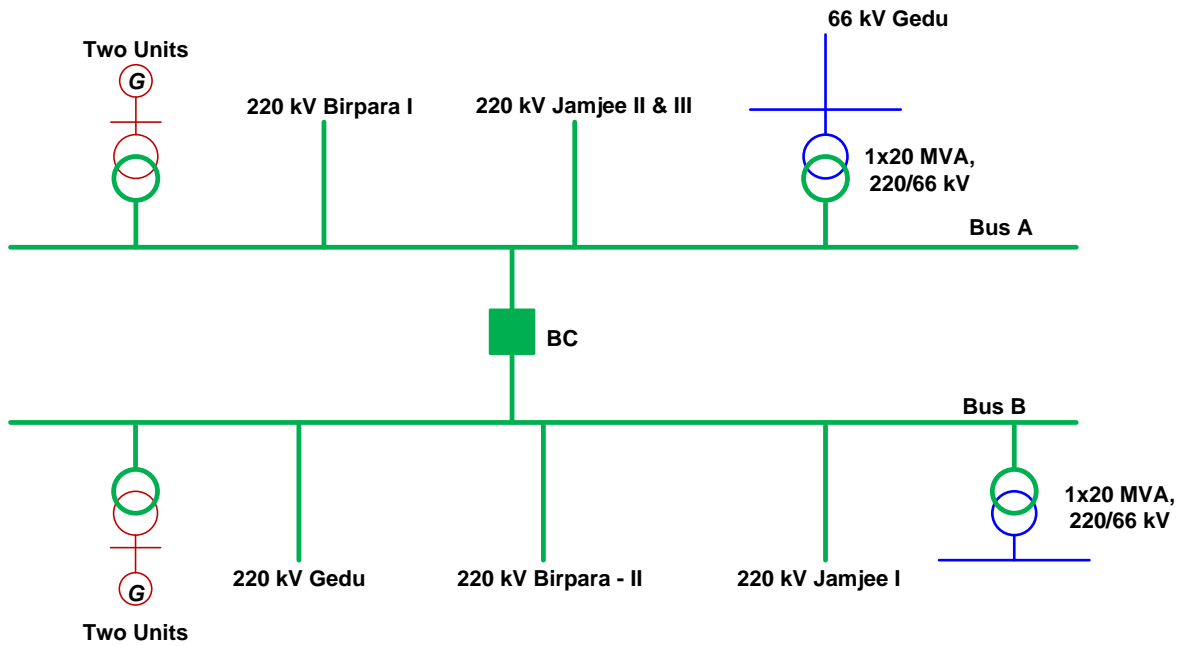 66 kV Gedu
Two Units
G
220 kV Birpara I
220 kV Jamjee II & III
1x20 MVA,
220/66 kV
Bus A
BC
Bus B
G
1x20 MVA,
220/66 kV
220 kV Gedu
220 kV Birpara - II
220 kV Jamjee I
Two Units